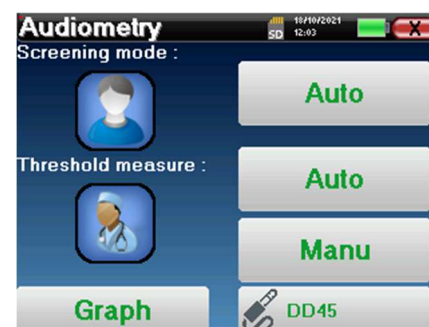 Audiometry
SD
18/10/2021
12:03
X
Screening mode :
Auto
Threshold measure :
Auto
Manu
Graph
DD45